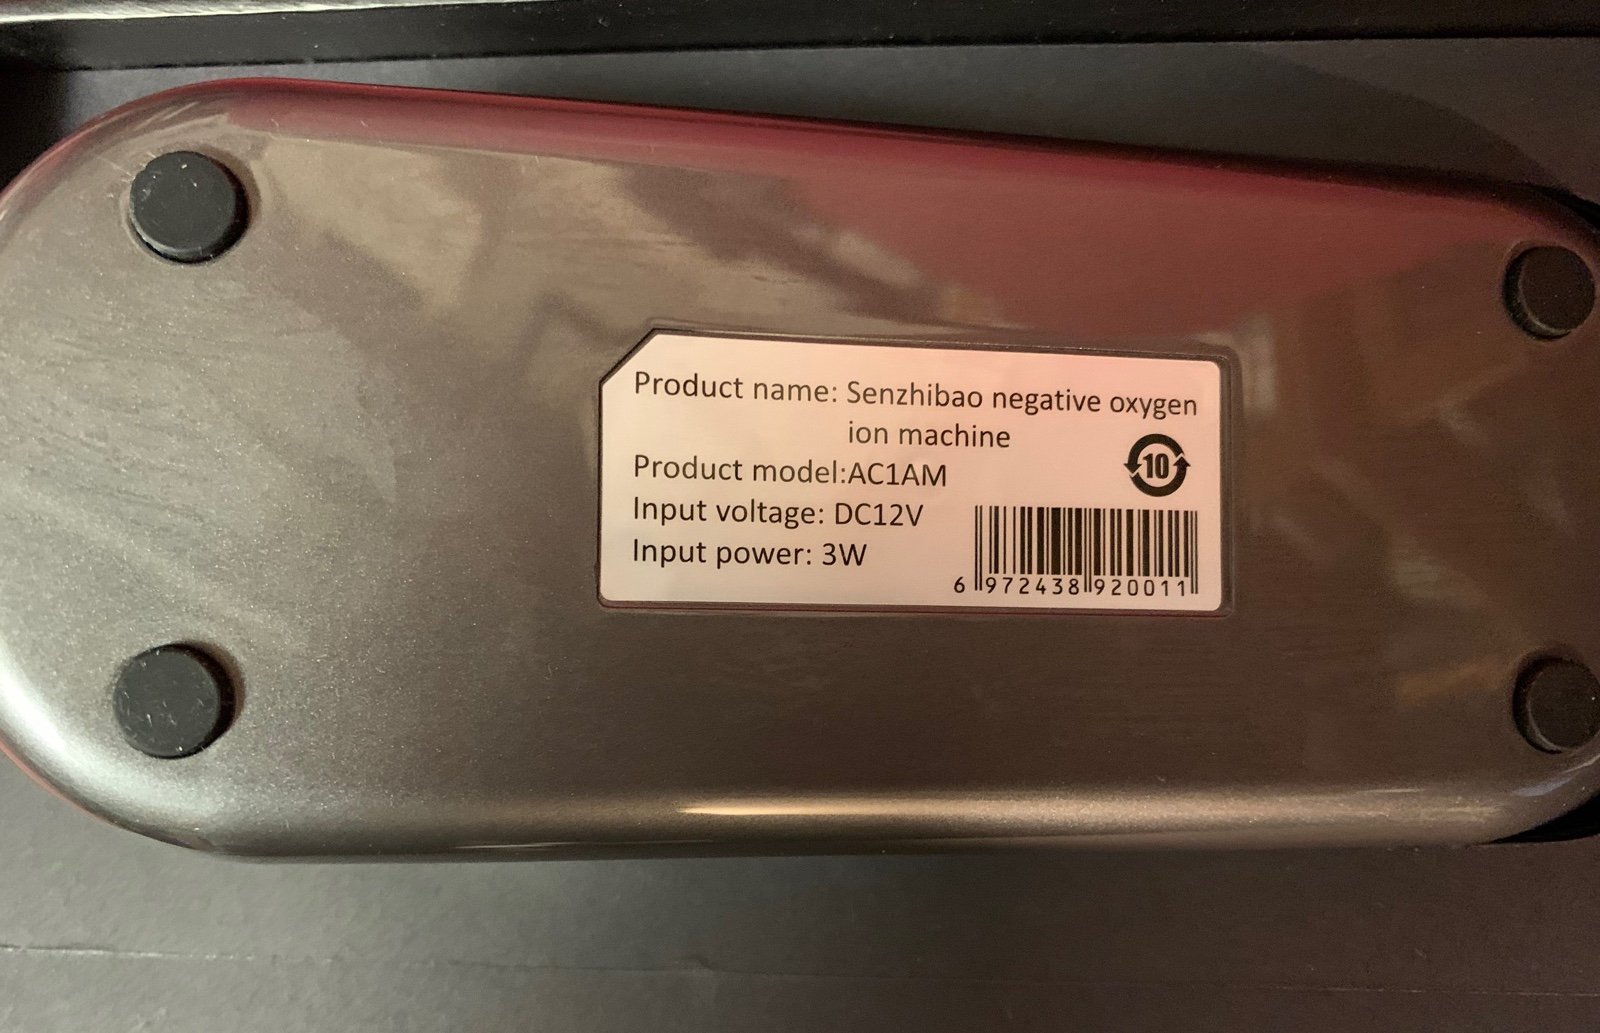 Product name: Senzhibao negative oxygen
ion machine
10
Product model:AC1AM
Input voltage: DC12V
Input power: 3W
6 972438 920011